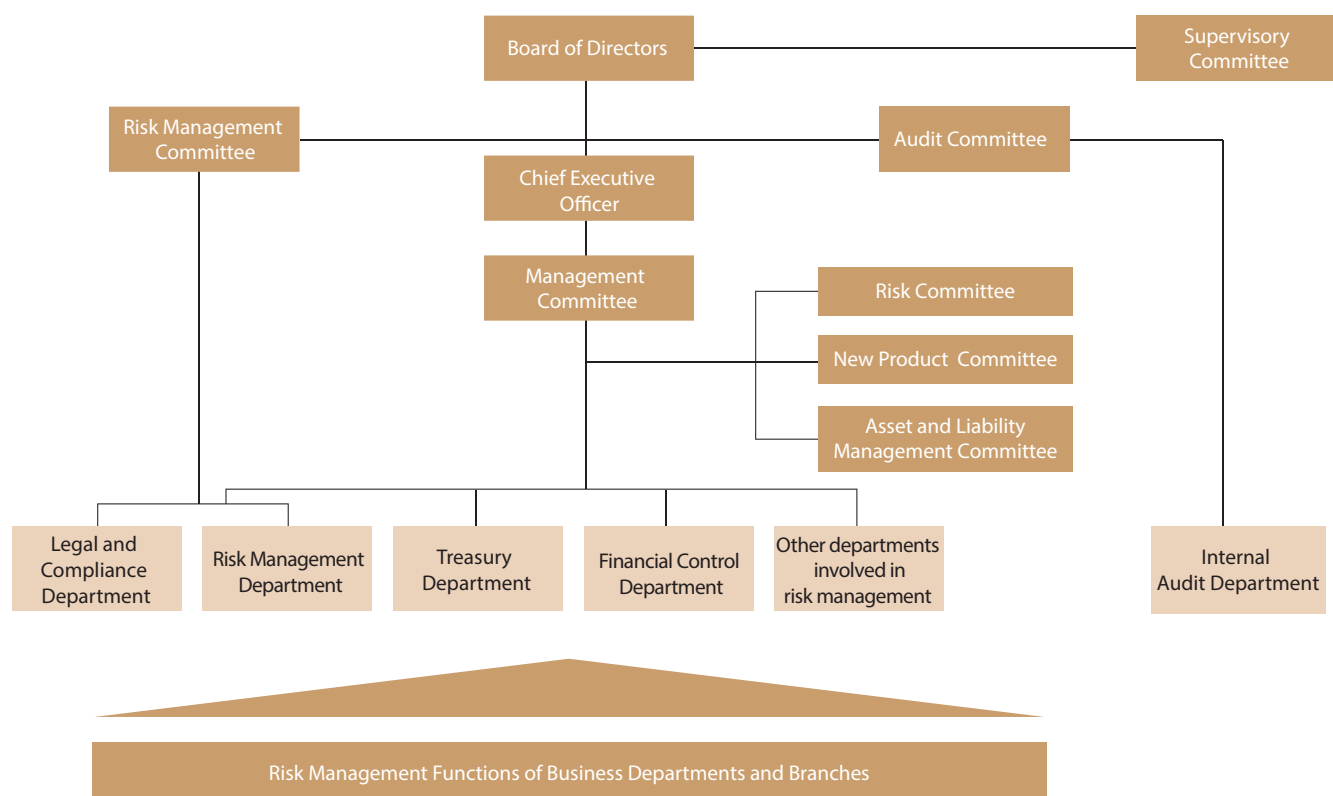 Board of Directors
Supervisory
Committee
Risk Management
Committee
Audit Committee
Chief Executive
Officer
Management
Committee
Risk Committee
New Product Committee
Asset and Liability
Management Committee
Legal and
Compliance
Department
Risk Management
Department
Treasury
Department
Financial Control
Department
Other departments
involved in
risk management
Internal
Audit Department
Risk Management Functions of Business Departments and Branches